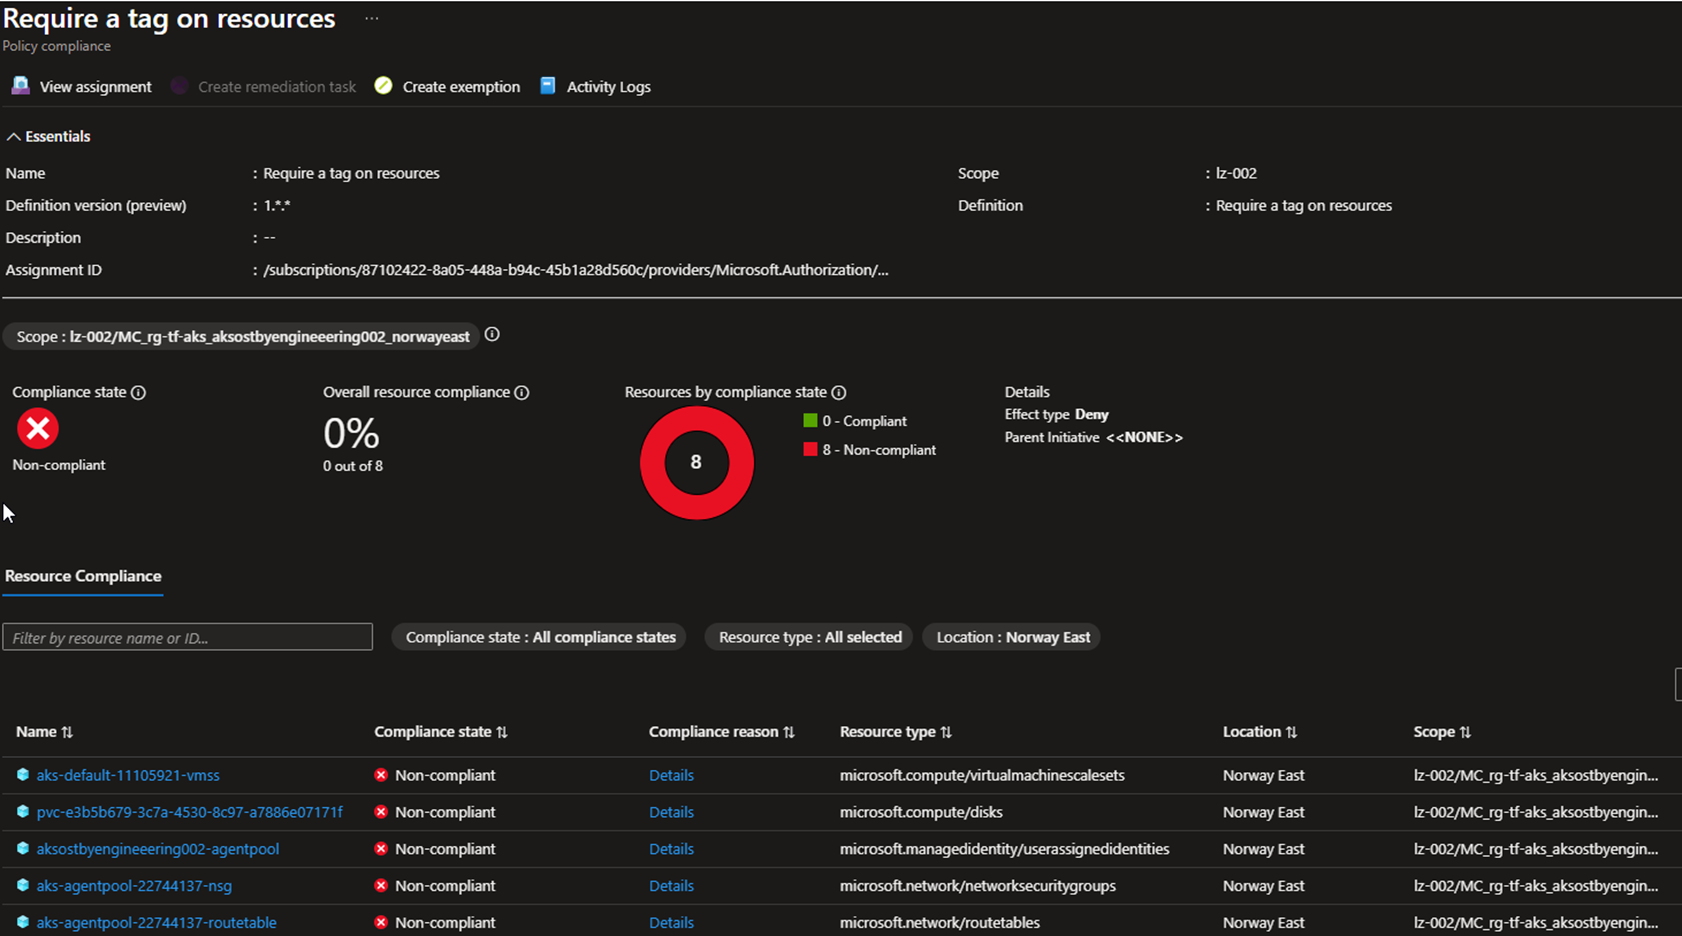 Require a tag on resources ...
Policy compliance
View assignment Create remediation task Create exemption Activity Logs
Essentials
Name : Require a tag on resources Scope : lz-002
Definition version (preview) : 1.*.* Definition : Require a tag on resources
Description : --
Assignment ID : /subscriptions/87102422-8a05-448a-b94c-45b1a28d560c/providers/Microsoft.Authorization/...
Scope : lz-002/MC_rg-tf-aks_aksostbyengineeering002_norwayeast
Compliance state Overall resource compliance Resources by compliance state Details
0 - Compliant Effect type Deny
0% Parent Initiative <<NONE>>
8 - Non-compliant
Non-compliant 0 out of 8 8
Resource Compliance
Filter by resource name or ID... Compliance state : All compliance states Resource type : All selected Location : Norway East
Name Compliance state Compliance reason Resource type Location Scope
aks-default-11105921-vmss Non-compliant Details microsoft.compute/virtualmachinescalesets Norway East lz-002/MC_rg-tf-aks_aksostbyengin...
pvc-e3b5b679-3c7a-4530-8c97-a7886e07171f Non-compliant Details microsoft.compute/disks Norway East lz-002/MC_rg-tf-aks_aksostbyengin...
aksostbyengineeering002-agentpool Non-compliant Details microsoft.managedidentity/userassignedidentities Norway East lz-002/MC_rg-tf-aks_aksostbyengin...
aks-agentpool-22744137-nsg Non-compliant Details microsoft.network/networksecuritygroups Norway East lz-002/MC_rg-tf-aks_aksostbyengin...
aks-agentpool-22744137-routetable Non-compliant Details microsoft.network/routetables Norway East lz-002/MC_rg-tf-aks_aksostbyengin...